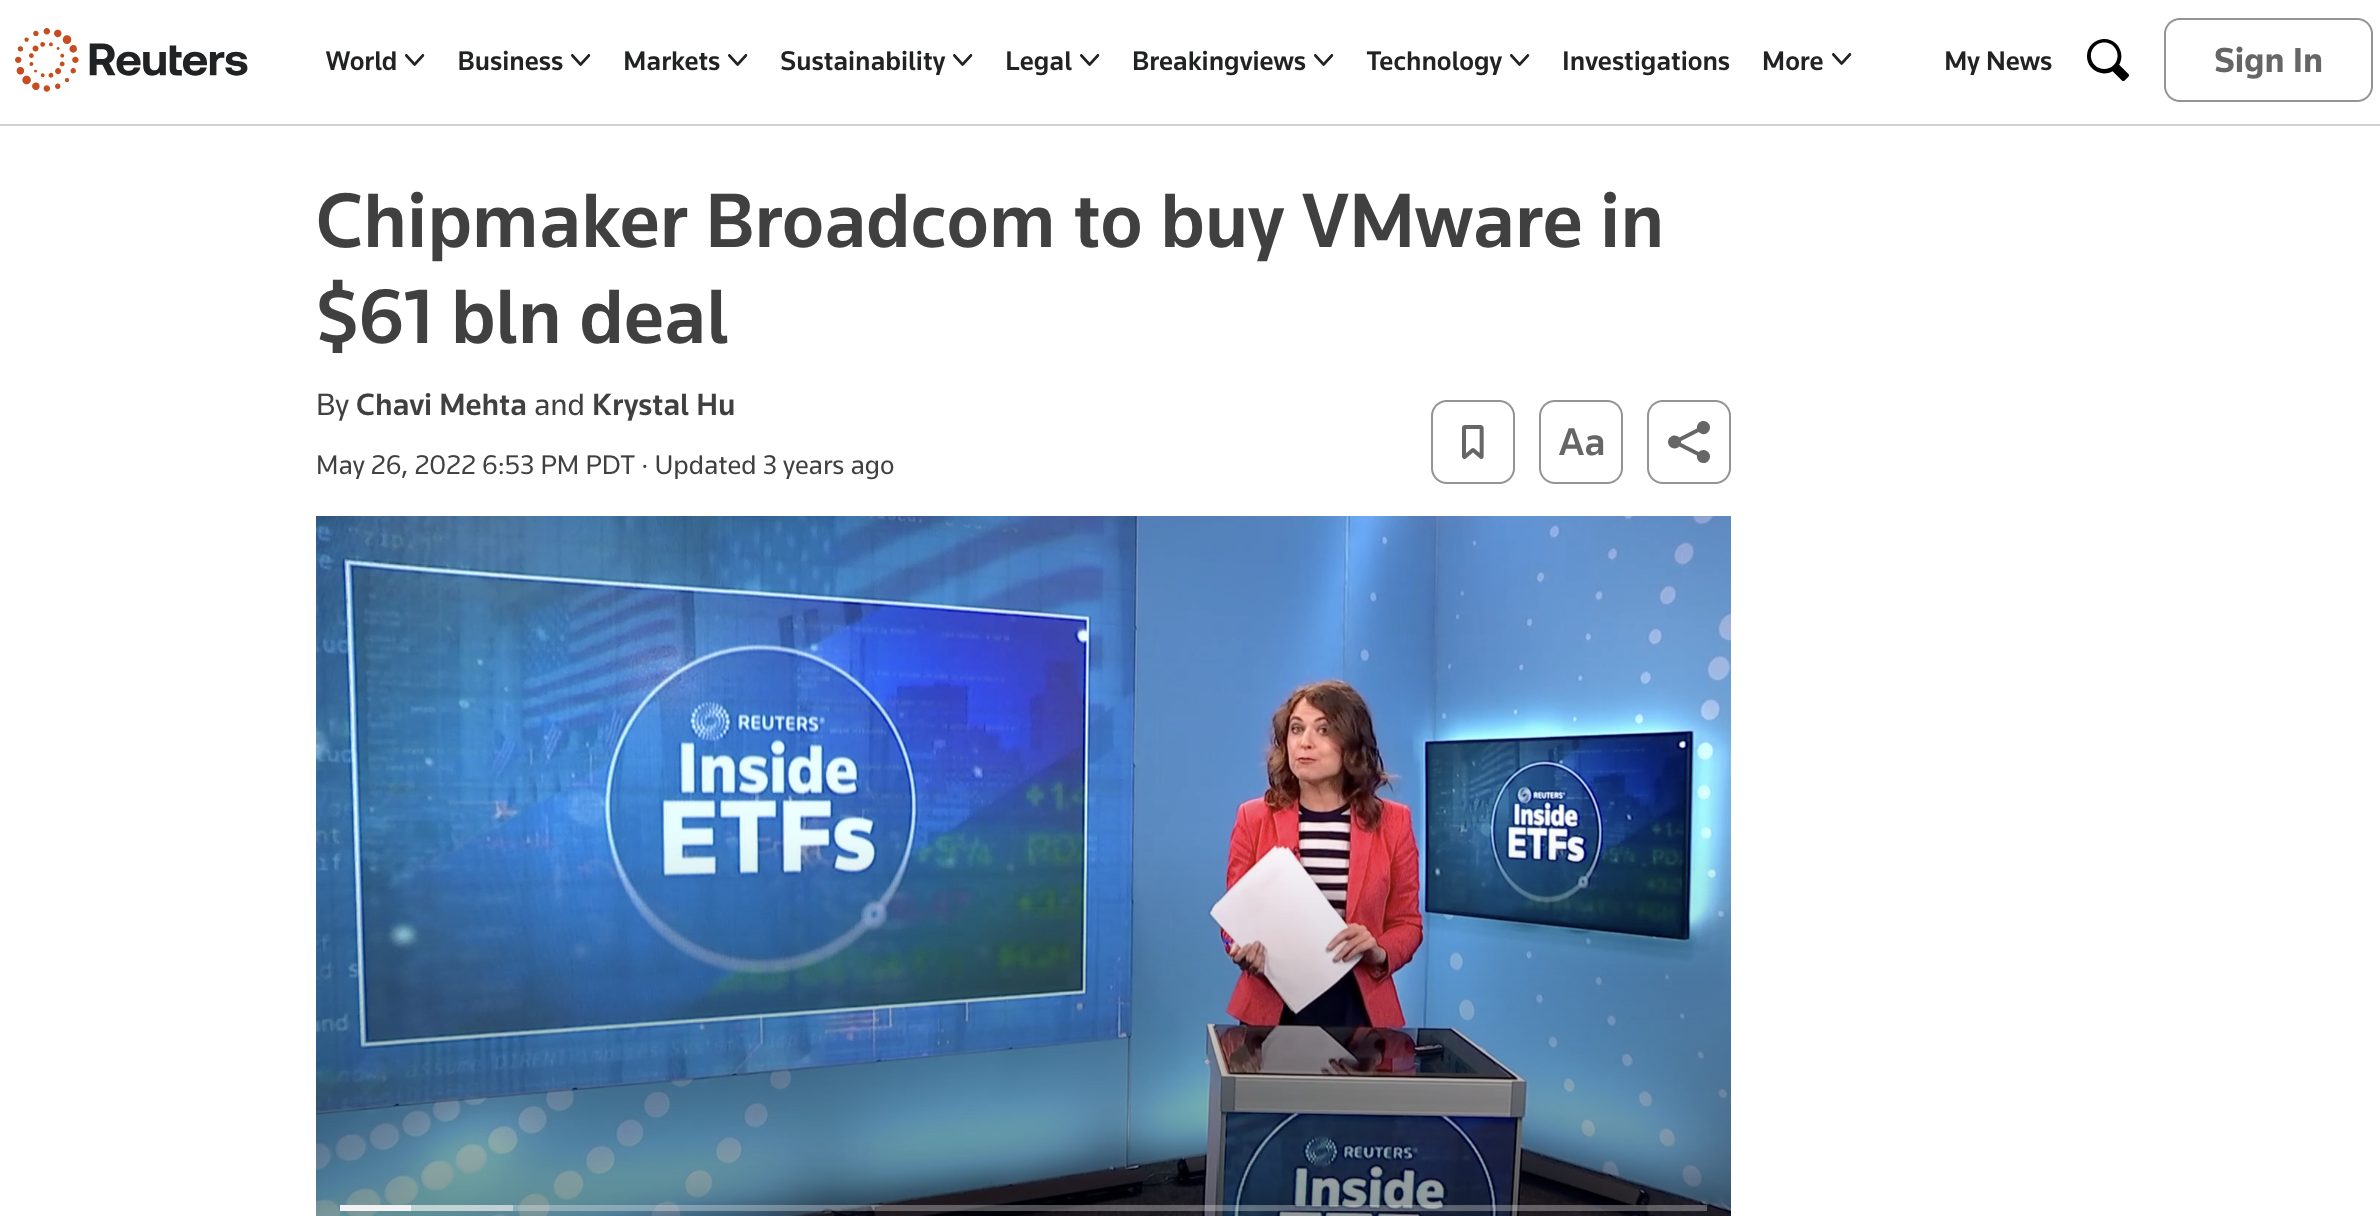 Reuters
World
Business
Markets
Sustainability
Legal
Breakingviews
Technology
Investigations
More
My News
Sign In
Chipmaker Broadcom to buy VMware in
$61 bln deal
By Chavi Mehta and Krystal Hu
May 26, 2022 6:53 PM PDT · Updated 3 years ago
Aa
REUTERS
Inside
ETFs
REUTERS
Inside
ETFs
REUTERS
Inside